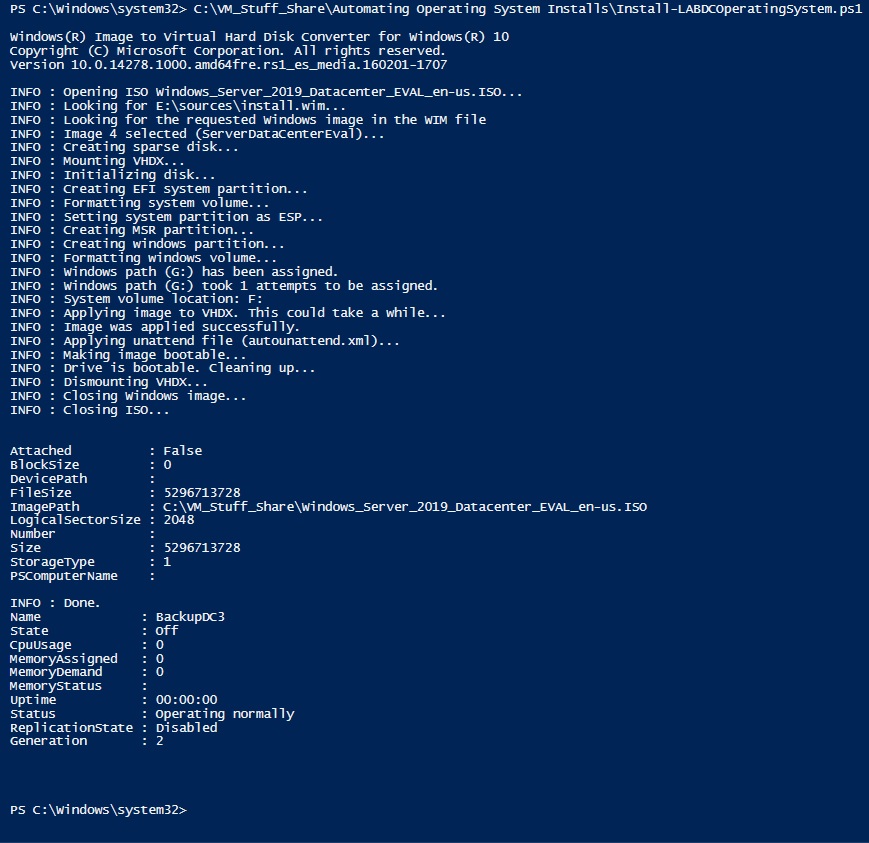 PS C:\Windows\system32> C:\VM_Stuff_Share\Automating Operating System Installs\Install-LABDCOperatingSystem.ps1
Windows(R) Image to Virtual Hard Disk Converter for Windows(R) 10
Copyright (C) Microsoft Corporation. All rights reserved.
Version 10.0.14278.1000.amd64fre.rs1_es_media.160201-1707
INFO : Opening ISO Windows_Server_2019_Datacenter_EVAL_en-us.ISO...
INFO : Looking for E:\sources\install.wim...
INFO : Looking for the requested Windows image in the WIM file
INFO : Image 4 selected (ServerDataCenterEval)...
INFO : Creating sparse disk...
INFO : Mounting VHDX...
INFO : Initializing disk...
INFO : Creating EFI system partition...
INFO : Formatting system volume...
INFO : Setting system partition as ESP...
INFO : Creating MSR partition...
INFO : Creating windows partition...
INFO : Formatting windows volume...
INFO : Windows path (G:) has been assigned.
INFO : Windows path (G:) took 1 attempts to be assigned.
INFO : System volume location: F:
INFO : Applying image to VHDX. This could take a while...
INFO : Image was applied successfully.
INFO : Applying unattend file (autounattend.xml)...
INFO : Making image bootable...
INFO : Drive is bootable. Cleaning up...
INFO : Dismounting VHDX...
INFO : Closing Windows image...
INFO : Closing ISO...
Attached : False
BlockSize : 0
DevicePath :
FileSize : 5296713728
ImagePath : C:\VM_Stuff_Share\Windows_Server_2019_Datacenter_EVAL_en-us.ISO
LogicalSectorSize : 2048
Number :
Size : 5296713728
StorageType : 1
PSComputerName :
INFO : Done.
Name : BackupDC3
State : Off
CpuUsage : 0
MemoryAssigned : 0
MemoryDemand : 0
MemoryStatus :
Uptime : 00:00:00
Status : Operating normally
ReplicationState : Disabled
Generation : 2
PS C:\Windows\system32>